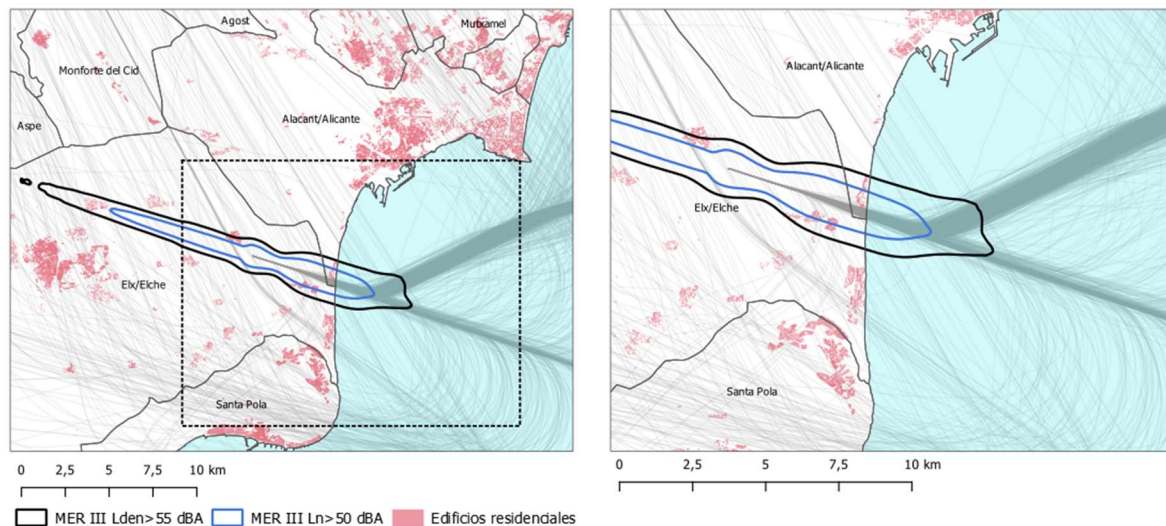 Agost
Mutxamel
Monforte del Cid
Alacant/Alicante
Aspe
Elx/Elche
Santa Pola
0 2,5 5 7,5 10 km
Alacant/Alicante
Elx/Elche
Santa Pola
0 2,5 5 7,5 10 km
MER III Lden>55 dBA MER III Ln>50 dBA Edificios residenciales